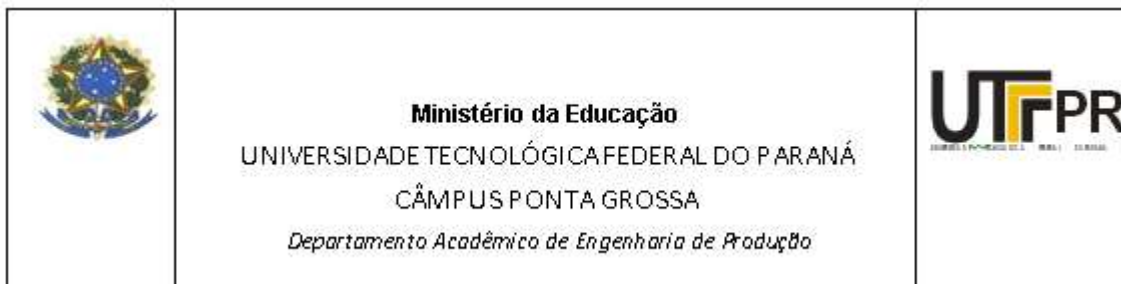 Ministério da Educação
UNIVERSIDADE TECNOLÓGICA FEDERAL DO PARANÁ
CÂMPUS PONTA GROSSA
Departamento Acadêmico de Engenharia de Produção
UTFPR